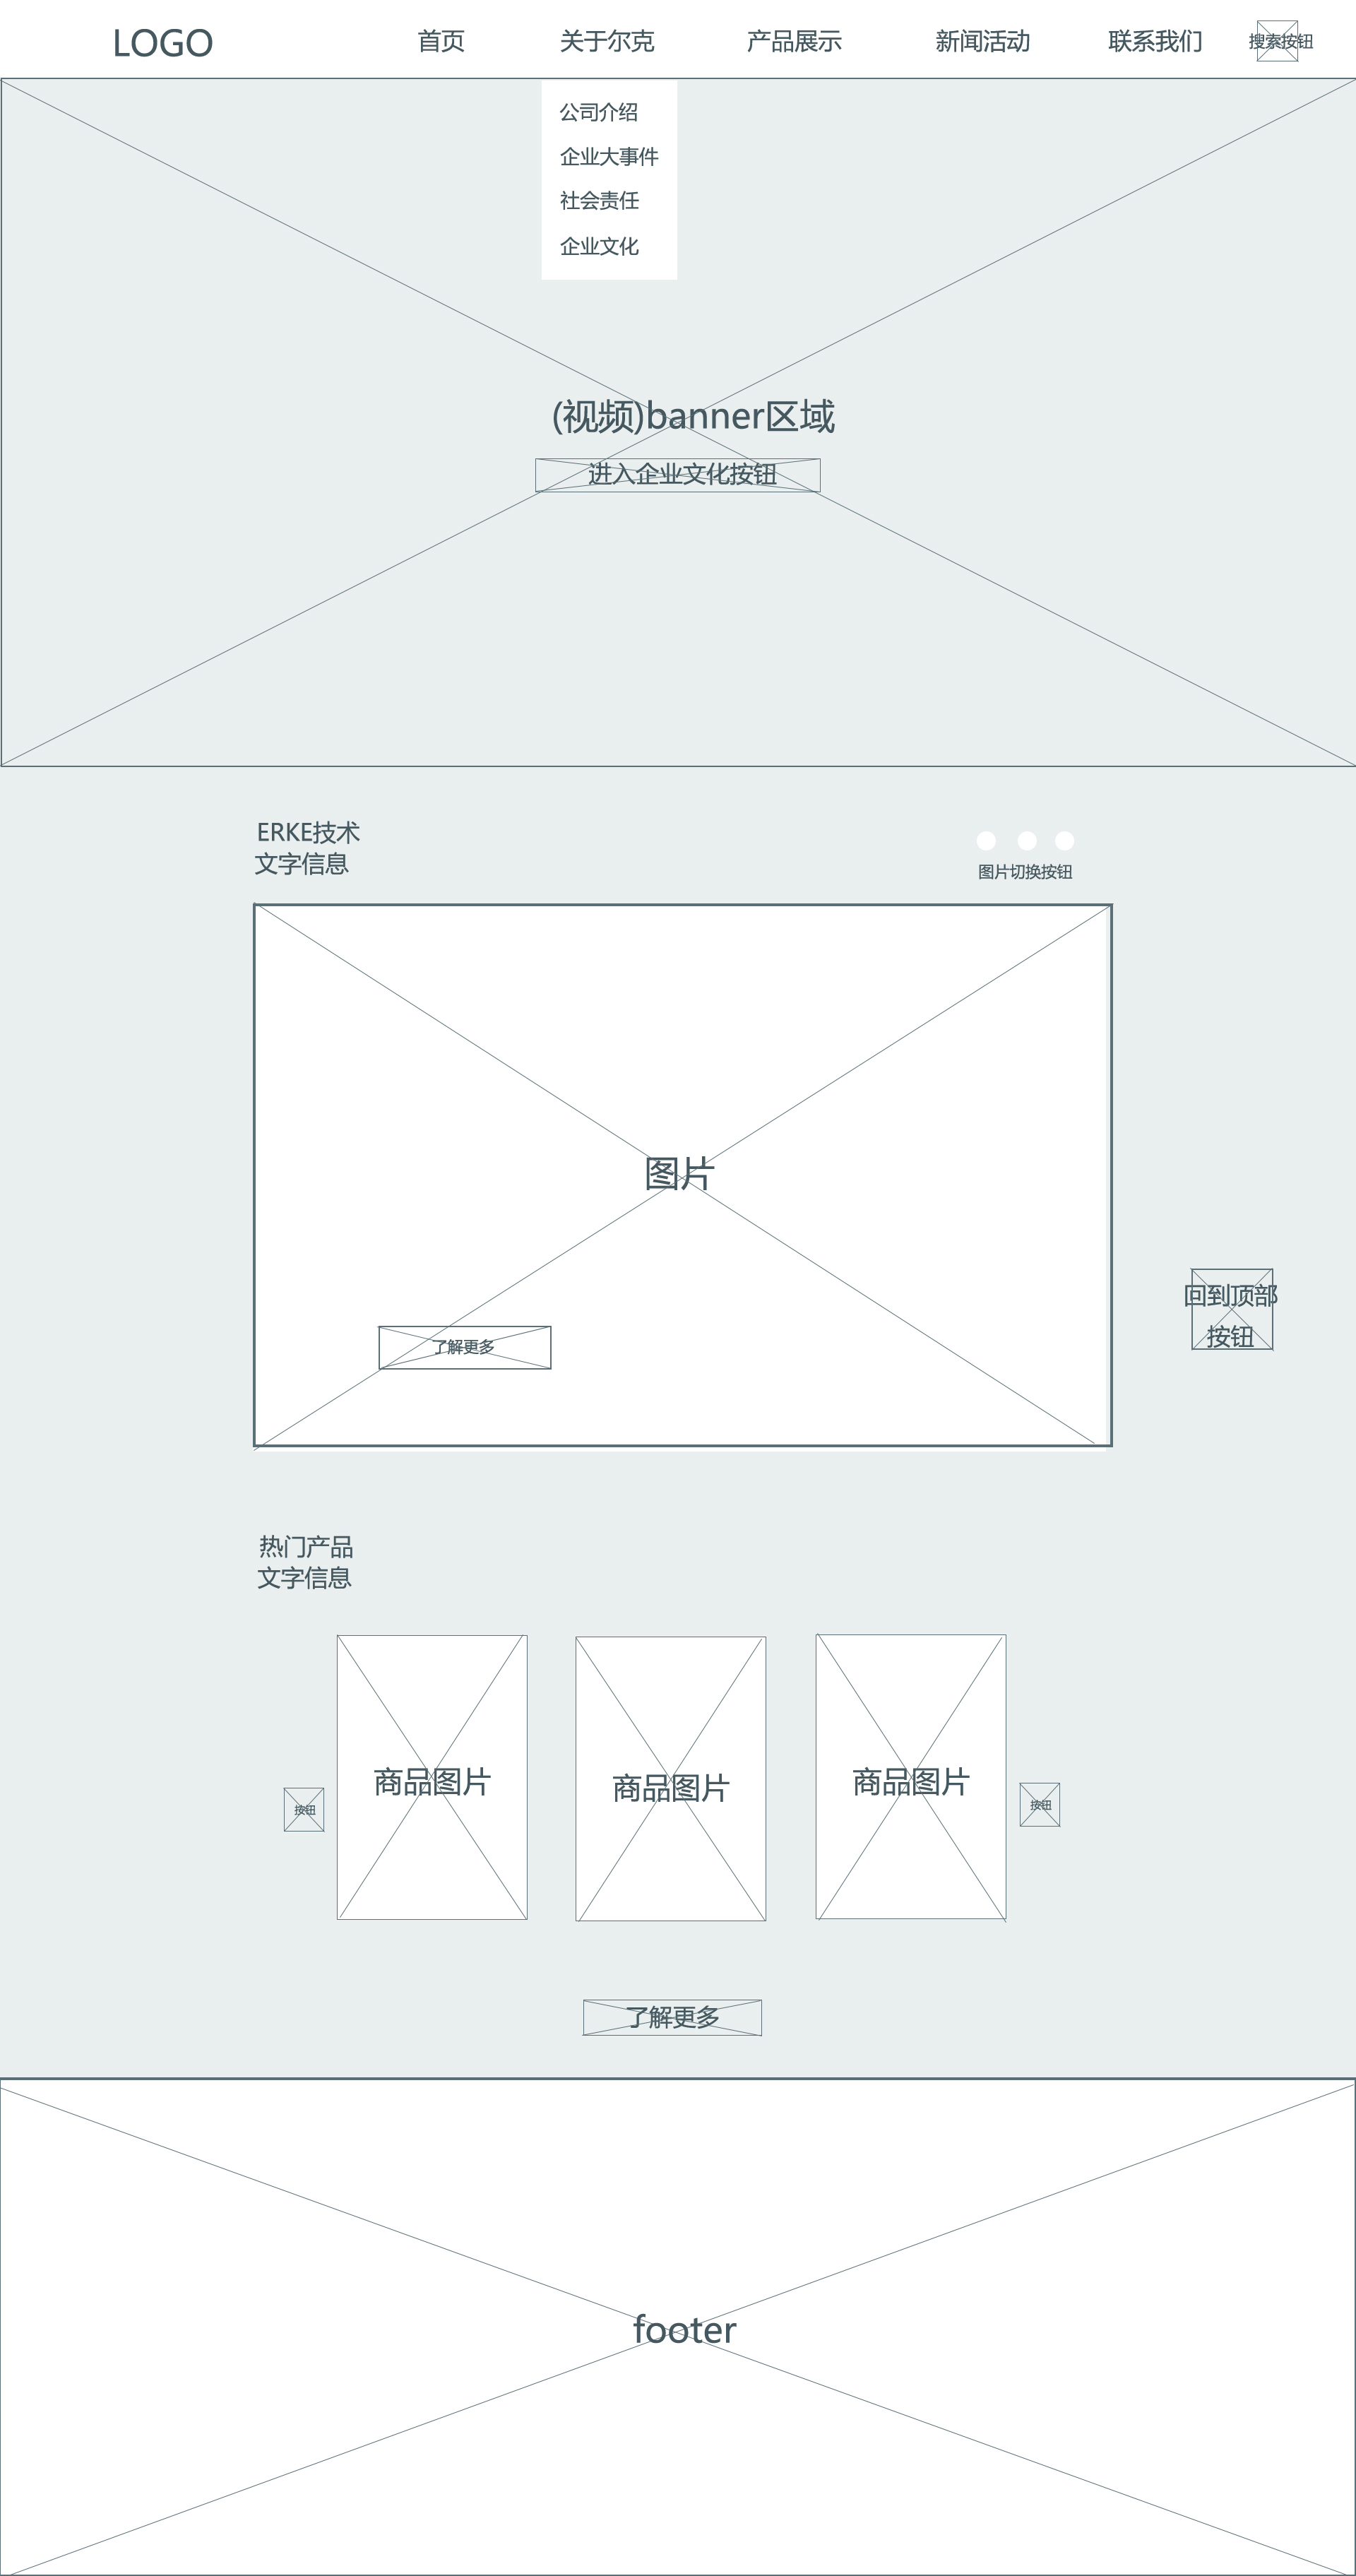 LOGO
首页
关于尔克
产品展示
新闻活动
联系我们
搜索按钮
公司介绍
企业大事件
社会责任
企业文化
(视频)banner区域
进入企业文化按钮
ERKE技术
文字信息
图片切换按钮
图片
了解更多
回到顶部
按钮
热门产品
文字信息
商品图片
商品图片
商品图片
按钮
按钮
了解更多
footer